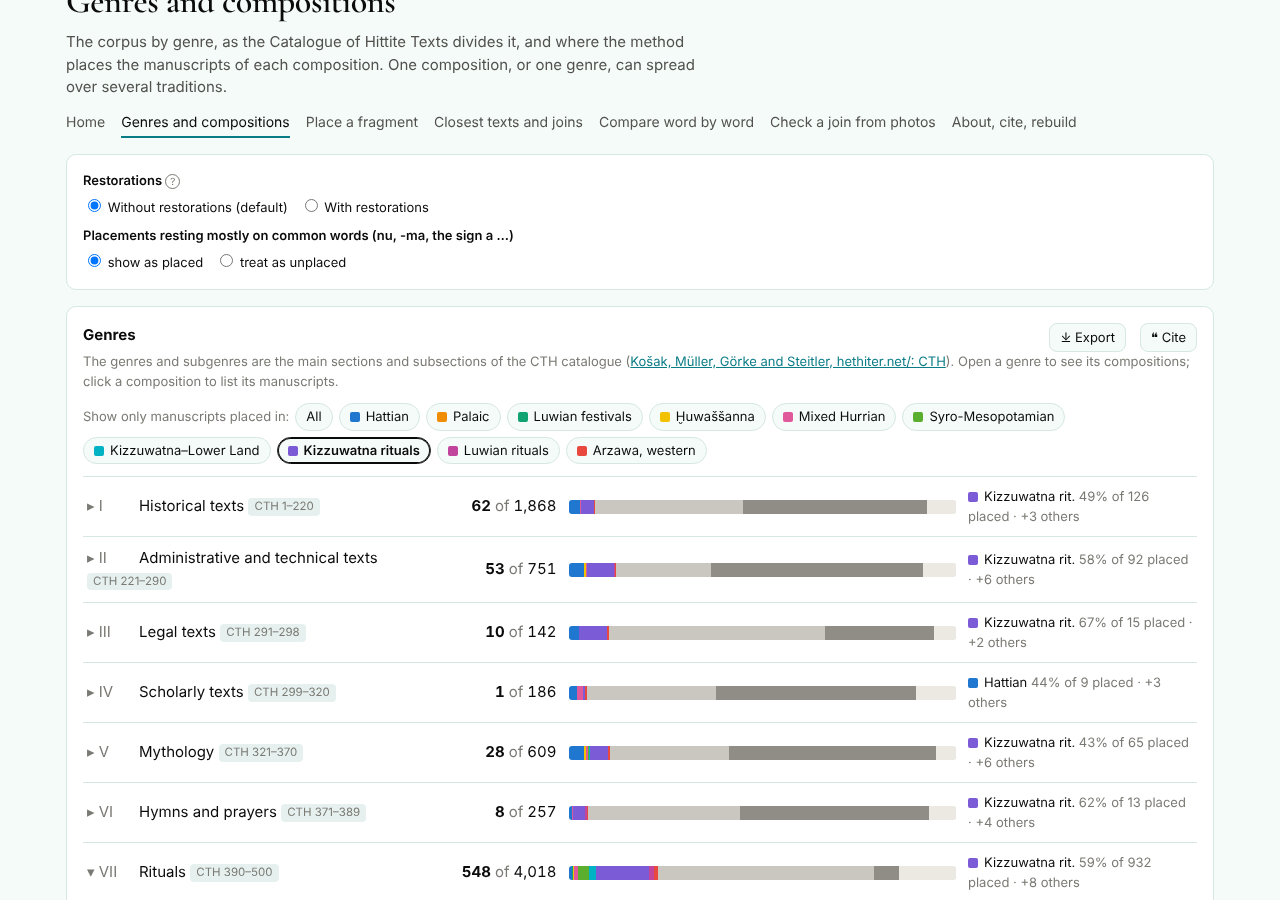 Genres and compositions
The corpus by genre, as the Catalogue of Hittite Texts divides it, and where the method
places the manuscripts of each composition. One composition, or one genre, can spread
over several traditions.
Home Genres and compositions Place a fragment Closest texts and joins Compare word by word Check a join from photos About, cite, rebuild
Restorations ?
Without restorations (default) With restorations
Placements resting mostly on common words (nu, -ma, the sign a ...)
show as placed treat as unplaced
Genres
Export ❝ Cite
The genres and subgenres are the main sections and subsections of the CTH catalogue (Košak, Müller, Görke and Steitler, hethiter.net/: CTH). Open a genre to see its compositions;
click a composition to list its manuscripts.
Show only manuscripts placed in: All Hattian Palaic Luwian festivals Ḫuwaššanna Mixed Hurrian Syro-Mesopotamian
Kizzuwatna–Lower Land Kizzuwatna rituals Luwian rituals Arzawa, western
▸ I Historical texts CTH 1–220 62 of 1,868 Kizzuwatna rit. 49% of 126
placed · +3 others
▸ II Administrative and technical texts
CTH 221–290 53 of 751 Kizzuwatna rit. 58% of 92 placed
· +6 others
▸ III Legal texts CTH 291–298 10 of 142 Kizzuwatna rit. 67% of 15 placed ·
+2 others
▸ IV Scholarly texts CTH 299–320 1 of 186 Hattian 44% of 9 placed · +3
others
▸ V Mythology CTH 321–370 28 of 609 Kizzuwatna rit. 43% of 65 placed
· +6 others
▸ VI Hymns and prayers CTH 371–389 8 of 257 Kizzuwatna rit. 62% of 13 placed
· +4 others
▾ VII Rituals CTH 390–500 548 of 4,018 Kizzuwatna rit. 59% of 932
placed · +8 others